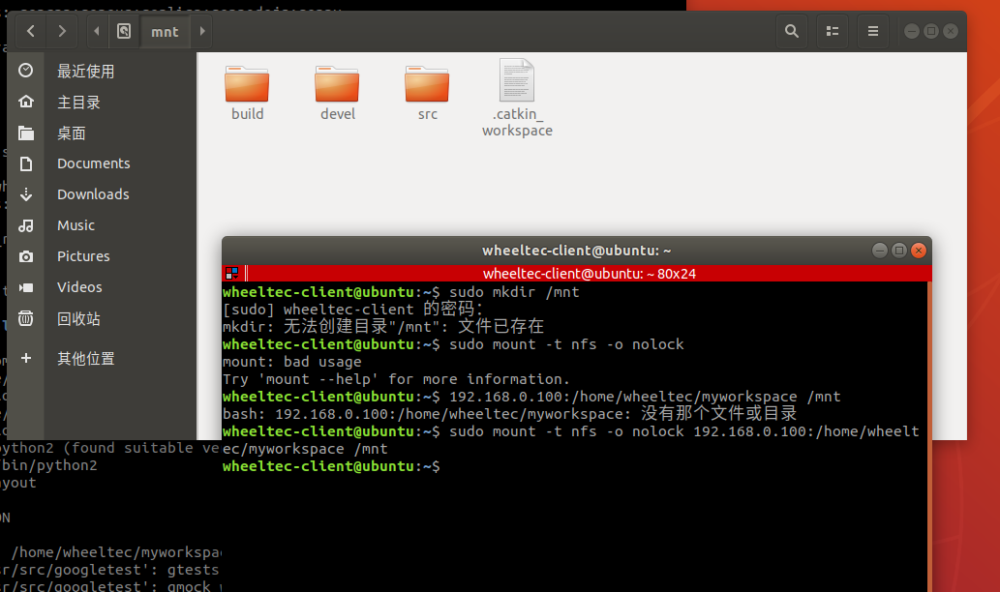 mnt
最近使用
主目录
桌面
Documents
Downloads
Music
Pictures
Videos
回收站
其他位置
build
devel
src
.catkin_
workspace
wheeltec-client@ubuntu: ~
wheeltec-client@ubuntu: ~ 80x24
wheeltec-client@ubuntu:~$ sudo mkdir /mnt
[sudo] wheeltec-client 的密码：
mkdir: 无法创建目录"/mnt": 文件已存在
wheeltec-client@ubuntu:~$ sudo mount -t nfs -o nolock
mount: bad usage
Try 'mount --help' for more information.
wheeltec-client@ubuntu:~$ 192.168.0.100:/home/wheeltec/myworkspace /mnt
bash: 192.168.0.100:/home/wheeltec/myworkspace: 没有那个文件或目录
wheeltec-client@ubuntu:~$ sudo mount -t nfs -o nolock 192.168.0.100:/home/wheelt
ec/myworkspace /mnt
wheeltec-client@ubuntu:~$
ython2 (found suitable ve
bin/python2
yout
ON
/home/wheeltec/myworkspa
r/src/googletest': gtests
r/src/googletest': gmock